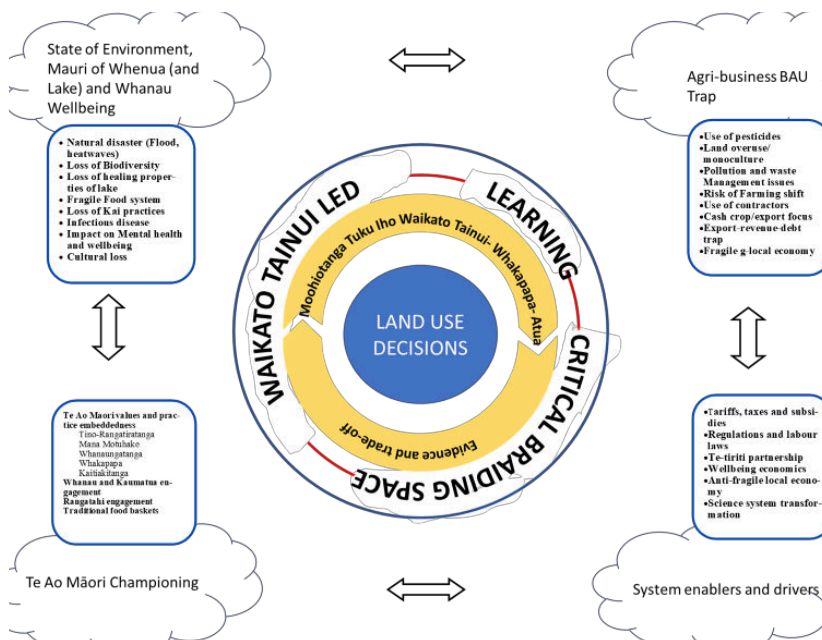 State of Environment,
Mauri of Whenua (and
Lake) and Whanau
Wellbeing
• Natural disaster (Flood,
heatwaves)
• Loss of Biodiversity
• Loss of healing proper-
ties of lake
• Fragile Food system
• Loss of Kai practices
• Infectious disease
• Impact on Mental health
and wellbeing
• Cultural loss
Agri-business BAU
Trap
•Use of pesticides
•Land overuse/
monoculture
•Pollution and waste
Management issues
•Risk of Farming shift
•Use of contractors
•Cash crop/export focus
•Export-revenue-debt
trap
•Fragile g-local economy
WAIKATO TAINUI LED
LEARNING
CRITICAL BRAIDING SPACE
Moohiotanga Tuku Iho Waikato Tainui- Whakapapa- Atua
Evidence and trade-off
LAND USE
DECISIONS
Te Ao Maorivalues and prac-
tice embeddedness
Tino-Rangatiratanga
Mana Motuhake
Whanaungatanga
Whakapapa
Kaitiakitanga
Whanau and Kaumatua en-
gagement
Rangatahi engagement
Traditional food baskets
Te Ao Māori Championing
•Tariffs, taxes and subsi-
dies
•Regulations and labour
laws
•Te-tiriti partnership
•Wellbeing economics
•Anti-fragile local econo-
my
•Science system transfor-
mation
System enablers and drivers